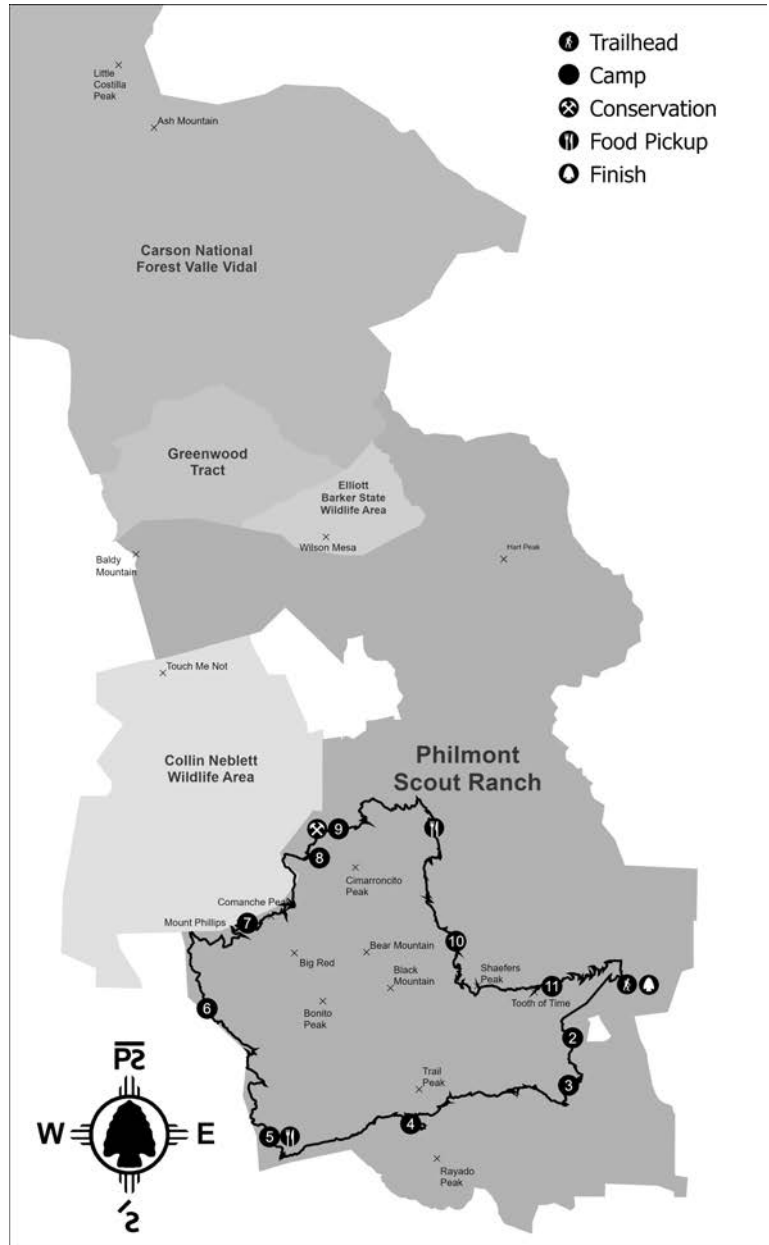 Trailhead
Camp
Conservation
Food Pickup
Finish
Little
Costilla
Peak
Ash Mountain
Carson National
Forest Valle Vidal
Greenwood
Tract
Elliott
Barker State
Wildlife Area
Wilson Mesa
Hart Peak
Baldy
Mountain
Touch Me Not
Collin Neblett
Wildlife Area
Philmont
Scout Ranch
9
8
Cimarroncito
Peak
Comanche Peak
Mount Phillips
7
10
Bear Mountain
Big Red
Black
Mountain
Shaefers
Peak
11
Tooth of Time
6
Bonito
Peak
2
Trail
Peak
3
4
5
Rayado
Peak
W
E